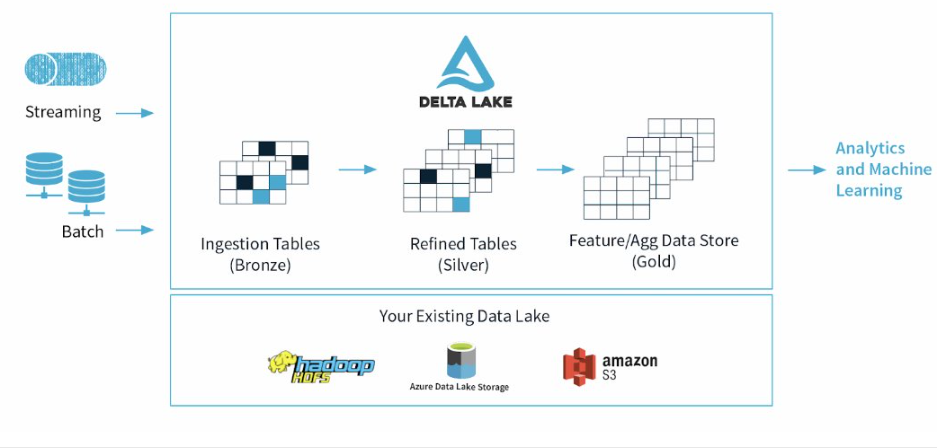 Streaming
Batch
DELTA LAKE
Ingestion Tables
(Bronze)
Refined Tables
(Silver)
Feature/Agg Data Store
(Gold)
Analytics
and Machine
Learning
Your Existing Data Lake
hadoop
HDFS
Azure Data Lake Storage
amazon
S3